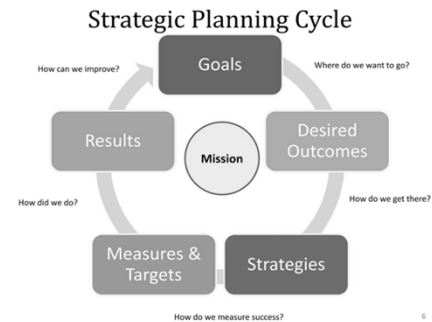 Strategic Planning Cycle
Goals
How can we improve?
Where do we want to go?
Results
Desired
Outcomes
Mission
How did we do?
How do we get there?
Measures &
Targets
Strategies
How do we measure success?
6